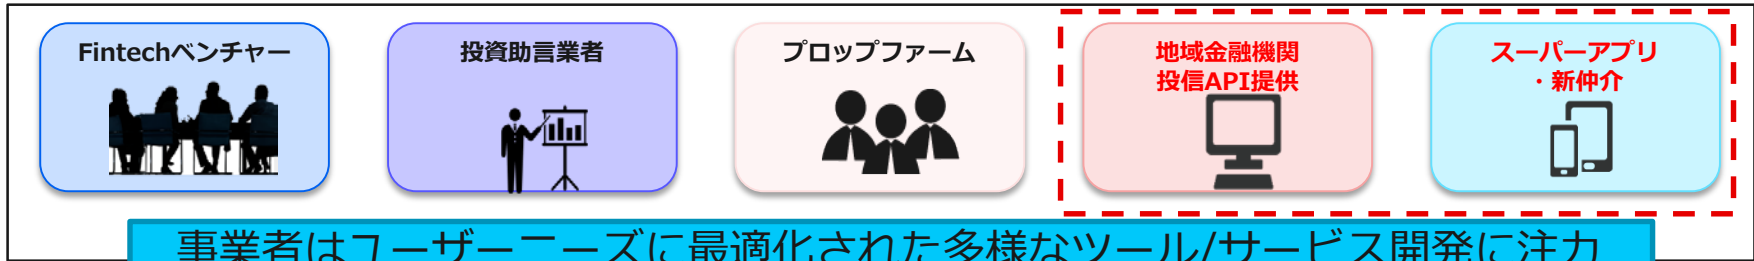 Fintechベンチャー
投資助言業者
プロップファーム
地域金融機関
投信API提供
スーパーアプリ
・新仲介
事業者はユーザーニーズに最適化された多様なツール/サービス開発に注力